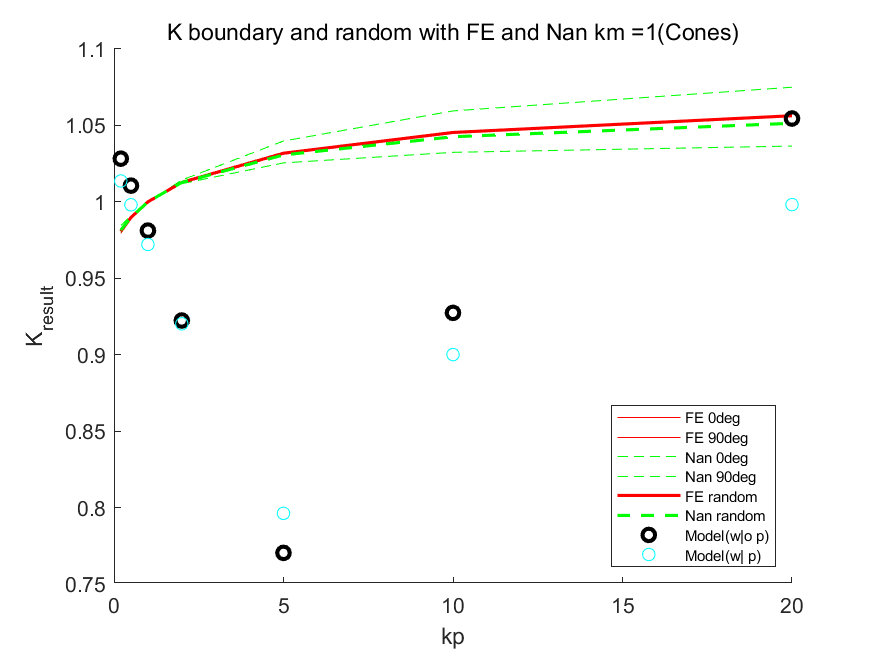 K boundary and random with FE and Nan km =1(Cones)
1.1
1.05
1
0.95
0.9
0.85
0.8
0.75
K_result
0 5 10 15 20
kp
FE 0deg
FE 90deg
Nan 0deg
Nan 90deg
FE random
Nan random
Model(w|o p)
Model(w| p)